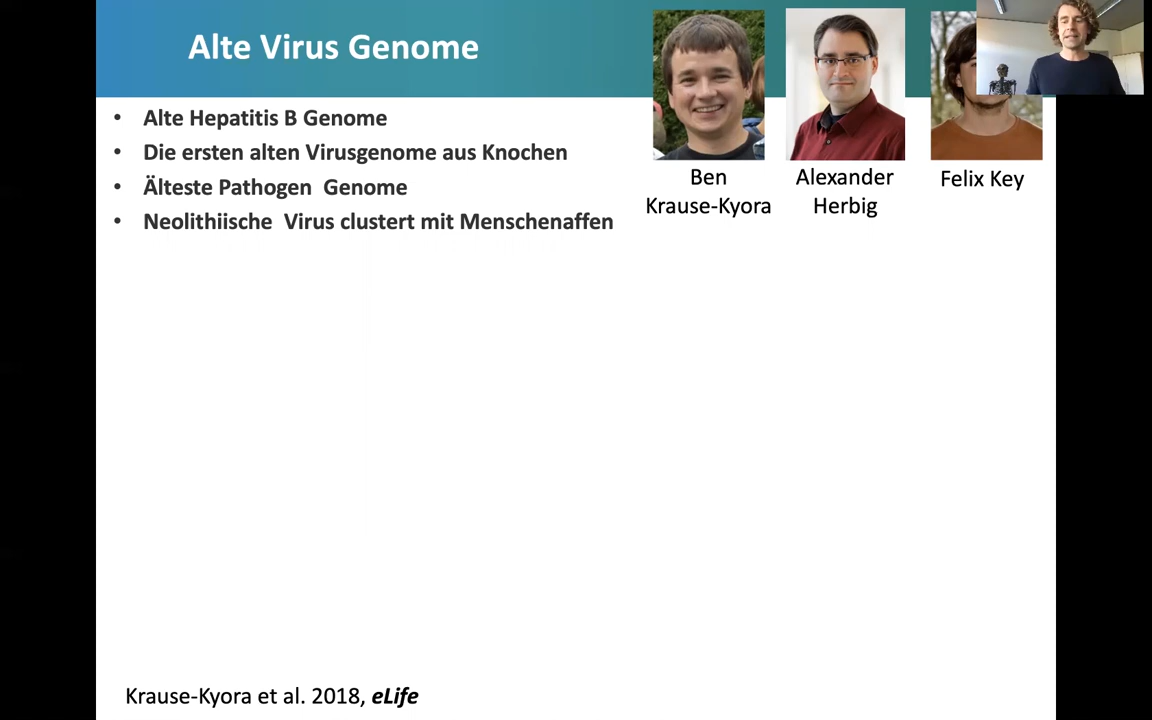 Alte Virus Genome
• Alte Hepatitis B Genome
• Die ersten alten Virusgenome aus Knochen
• Älteste Pathogen  Genome
• Neolithiische  Virus clustert mit Menschenaffen
Ben
Krause-Kyora
Alexander
Herbig
Felix Key
Krause-Kyora et al. 2018, eLife